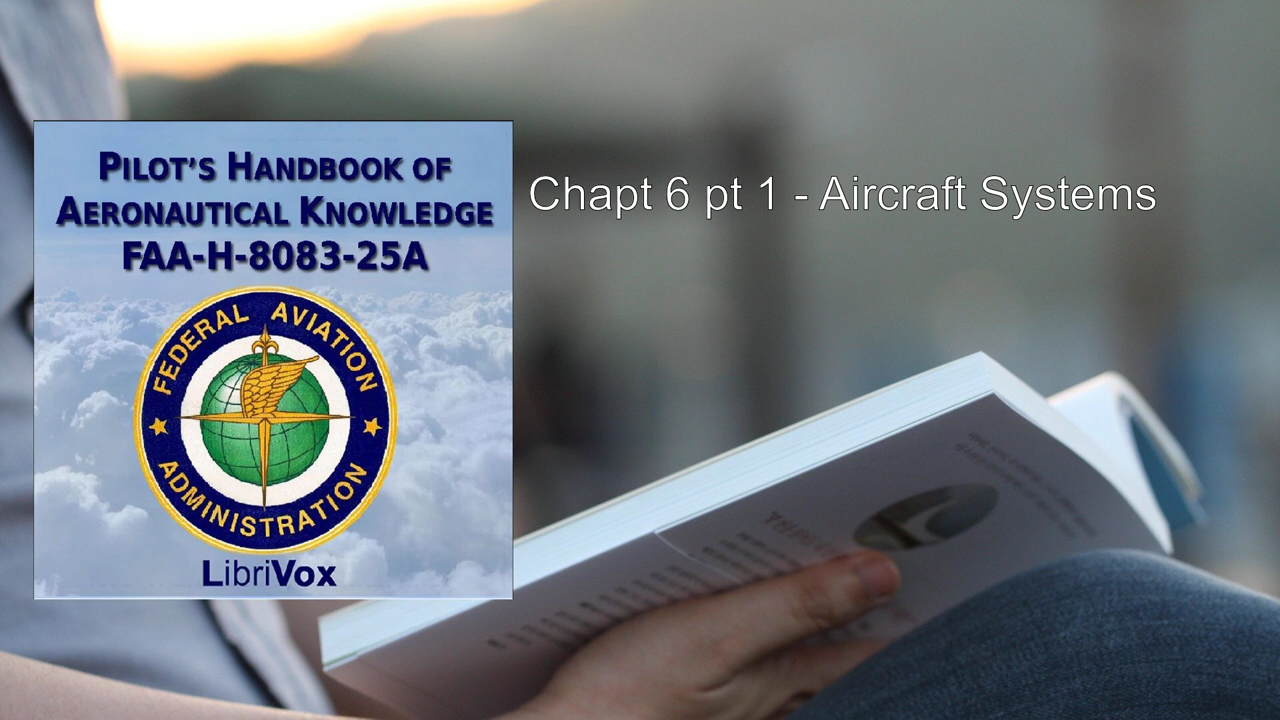 PILOT'S HANDBOOK OF
AERONAUTICAL KNOWLEDGE
FAA-H-8083-25A
FEDERAL AVIATION
ADMINISTRATION
LibriVox
Chapt 6 pt 1 - Aircraft Systems